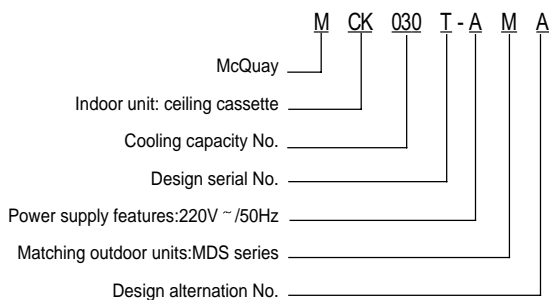 M CK 030 T - A M A
McQuay
Indoor unit: ceiling cassette
Cooling capacity No.
Design serial No.
Power supply features:220V ~ /50Hz
Matching outdoor units:MDS series
Design alternation No.